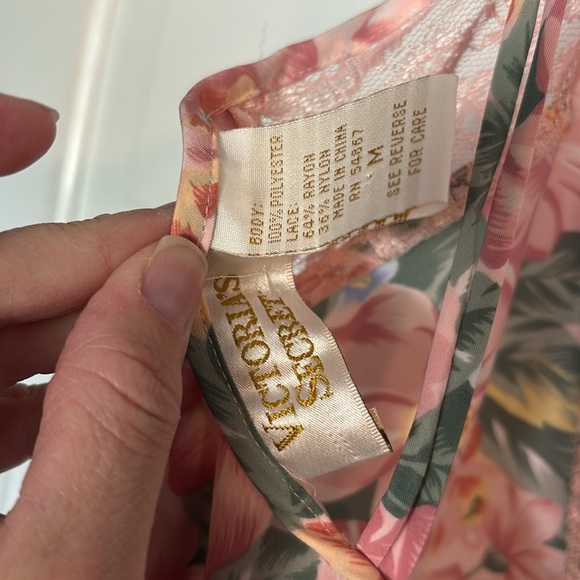 BODY:
100% POLYESTER
LACE:
64% RAYON
36% NYLON
MADE IN CHINA
RN 54867
M
SEE REVERSE
FOR CARE
VICTORIA'S
SECRET